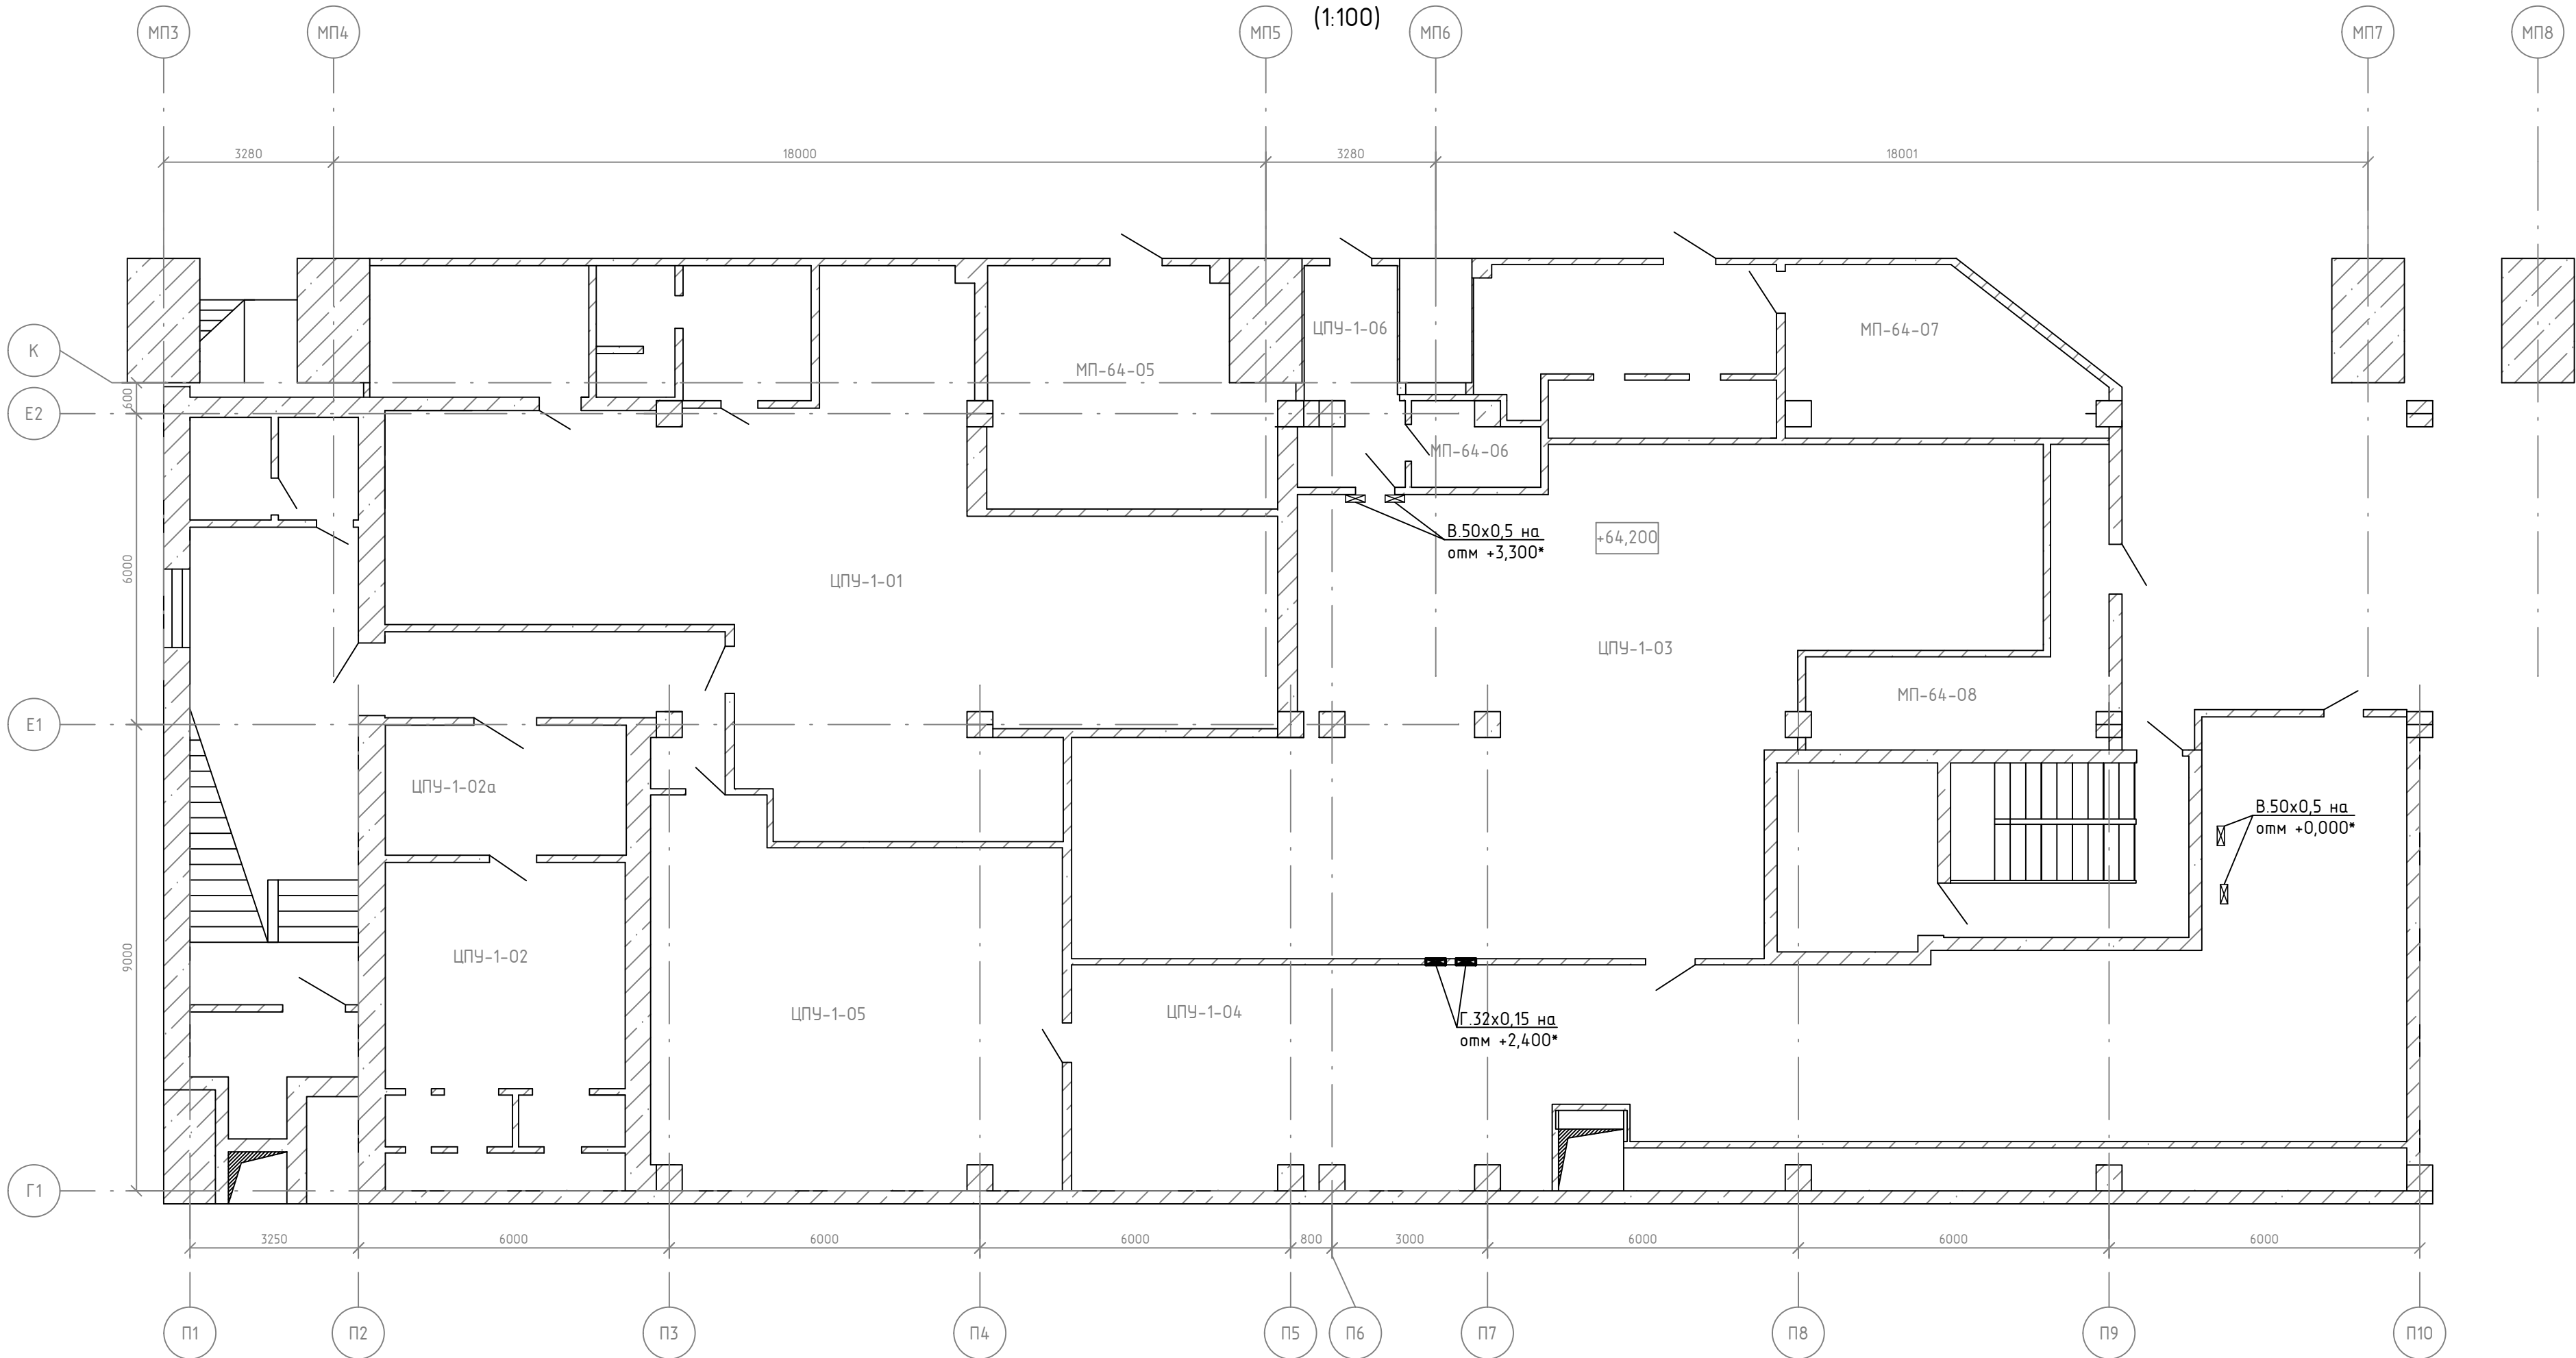 (1:100)
МП3
МП4
МП5
МП6
МП7
МП8
3280
18000
3280
18001
К
Е2
Е1
Г1
600
6000
9000
ЦПУ-1-06
МП-64-07
МП-64-05
МП-64-06
В.50х0,5 на
отм +3,300*
+64,200
ЦПУ-1-01
ЦПУ-1-03
МП-64-08
ЦПУ-1-02а
В.50х0,5 на
отм +0,000*
ЦПУ-1-02
ЦПУ-1-05
ЦПУ-1-04
Г.32х0,15 на
отм +2,400*
3250
6000
6000
6000
800
3000
6000
6000
6000
П1
П2
П3
П4
П5
П6
П7
П8
П9
П10